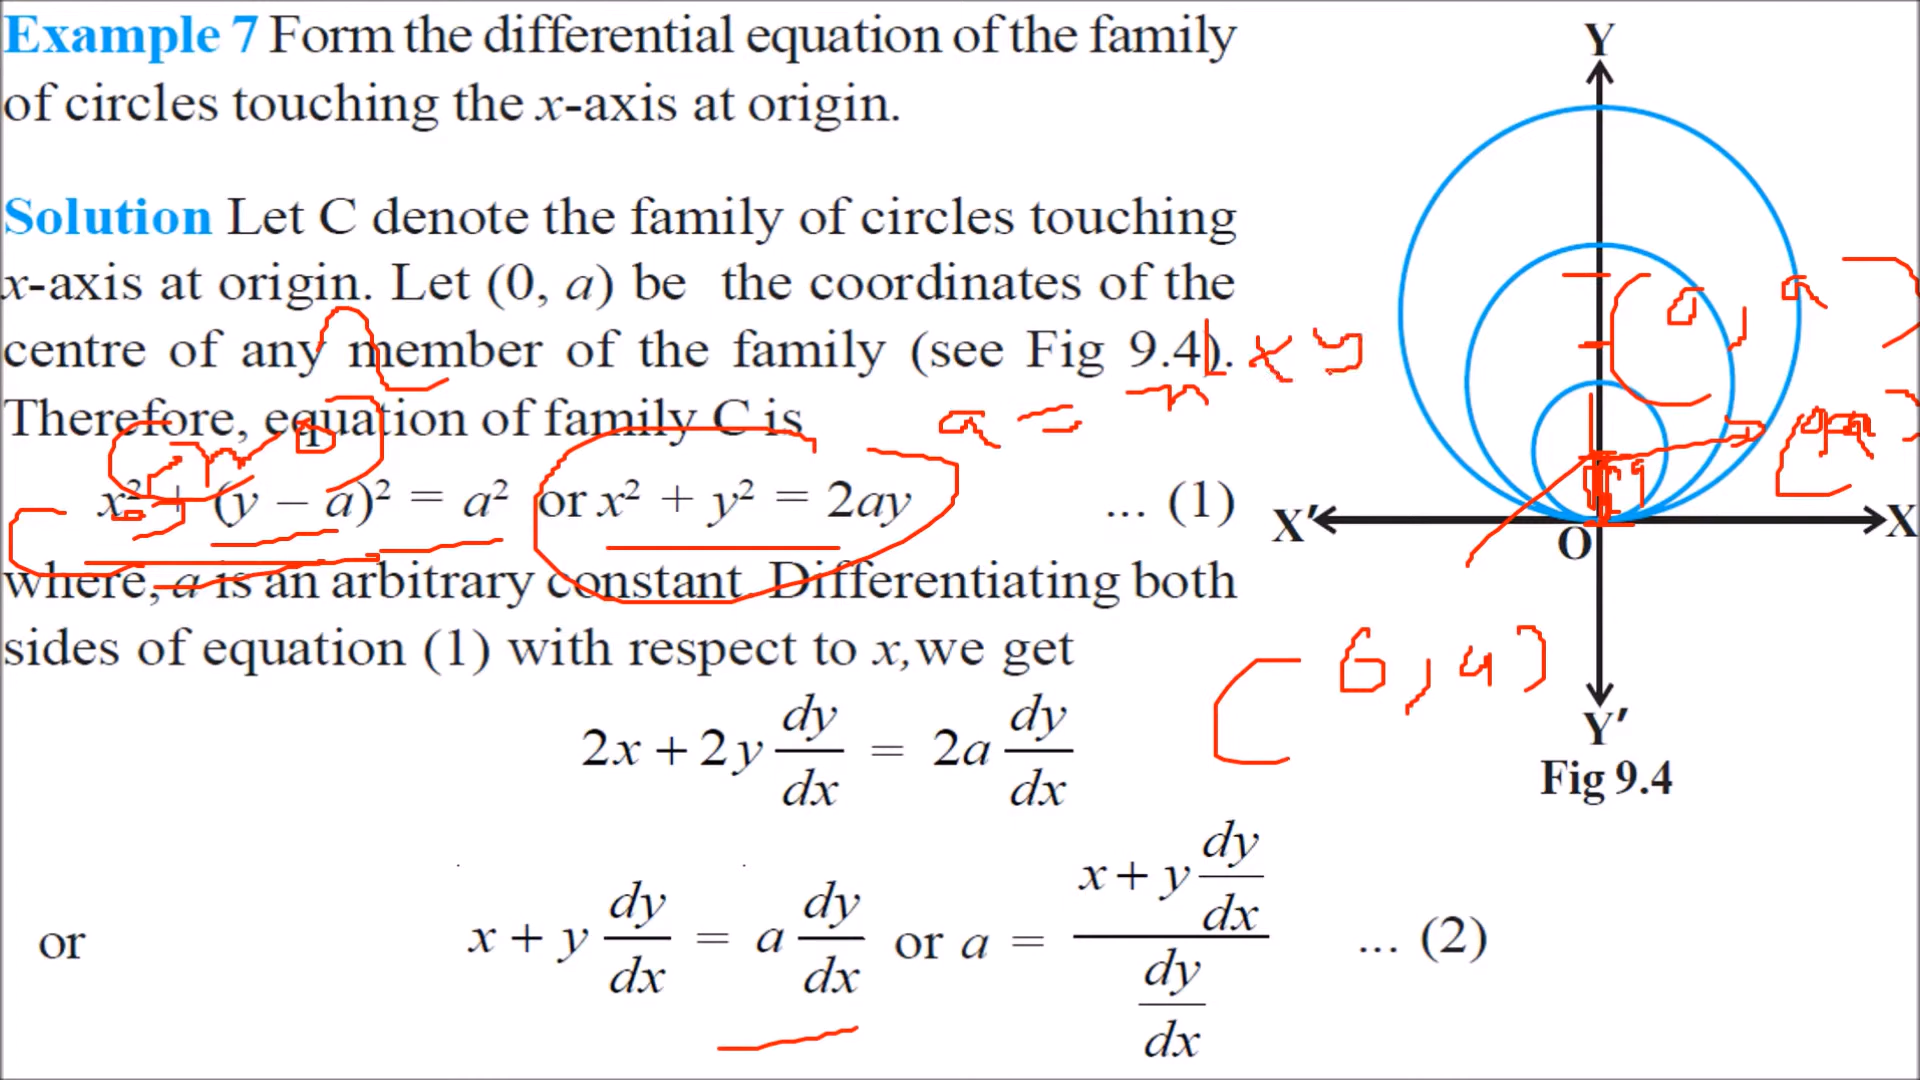 Example 7 Form the differential equation of the family
of circles touching the x-axis at origin.
Solution Let C denote the family of circles touching
x-axis at origin. Let (0, a) be the coordinates of the
centre of any member of the family (see Fig 9.4).
Therefore, equation of family C is
x² + (y – a)² = a² or x² + y² = 2ay ... (1)
where, a is an arbitrary constant. Differentiating both
sides of equation (1) with respect to x, we get
2x + 2y dy/dx = 2a dy/dx
or x + y dy/dx = a dy/dx or a = (x + y dy/dx)/(dy/dx) ... (2)
Y
X′ O X
Y′
Fig 9.4
x y